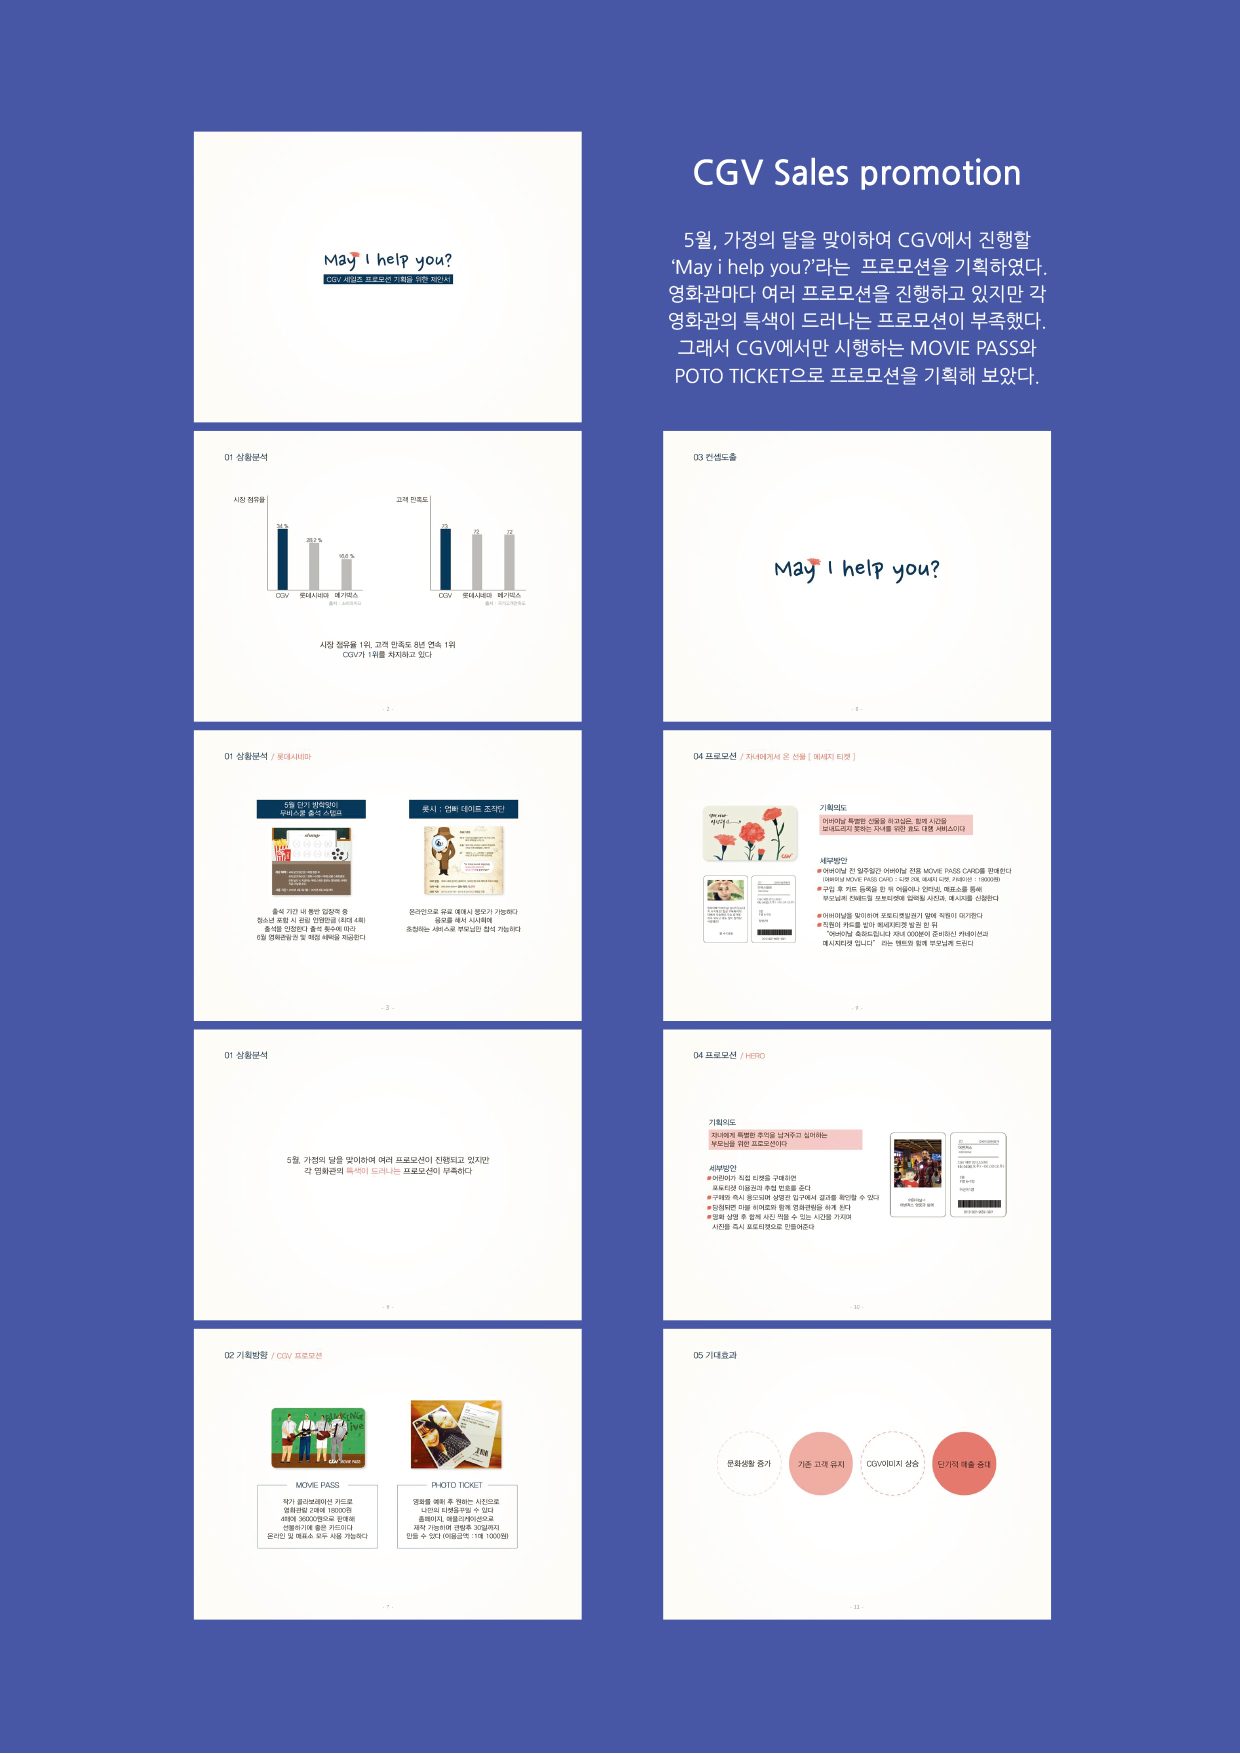 CGV Sales promotion
5월, 가정의 달을 맞이하여 CGV에서 진행할
‘May i help you?’라는 프로모션을 기획하였다.
영화관마다 여러 프로모션을 진행하고 있지만 각
영화관의 특색이 드러나는 프로모션이 부족했다.
그래서 CGV에서만 시행하는 MOVIE PASS와
POTO TICKET으로 프로모션을 기획해 보았다.
May I help you?
CGV 세일즈 프로모션 기획을 위한 제안서
01 상황분석
시장 점유율
34 %
28.2 %
16.8 %
CGV 롯데시네마 메가박스
고객 만족도
73
72
72
CGV 롯데시네마 메가박스
시장 점유율 1위, 고객 만족도 8년 연속 1위
CGV가 1위를 차지하고 있다
- 2 -
01 상황분석 / 롯데시네마
5월 단기 방학맞이
무비스쿨 출석 스탬프
출석 기간 내 동반 입장객 중
청소년 포함 시 관람 인원만큼 (최대 4회)
출석을 인정한다 출석 횟수에 따라
6월 영화관람권 및 매점 혜택을 제공한다
롯시 : 엄빠 데이트 조작단
온라인으로 유료 예매시 응모가 가능하다
응모를 해서 시사회에
초청하는 서비스로 부모님만 참석 가능하다
- 3 -
01 상황분석
5월, 가정의 달을 맞이하여 여러 프로모션이 진행되고 있지만
각 영화관의 특색이 드러나는 프로모션이 부족하다
- 6 -
02 기획방향 / CGV 프로모션
CGV MOVIE PASS
MOVIE PASS
작가 콜라보레이션 카드로
영화관람 2매에 18000원
4매에 36000원으로 판매해
선물하기에 좋은 카드이다
온라인 및 매표소 모두 사용 가능하다
PHOTO TICKET
영화를 예매 후 원하는 사진으로
나만의 티켓을꾸밀 수 있다
홈페이지, 애플리케이션으로
제작 가능하며 관람후 30일까지
만들 수 있다 (이용금액 : 1매 1000원)
- 7 -
03 컨셉도출
May I help you?
- 8 -
04 프로모션 / 자녀에게서 온 선물 [ 메세지 티켓 ]
CGV
기획의도
어버이날 특별한 선물을 하고싶은, 함께 시간을
보내드리지 못하는 자녀를 위한 효도 대행 서비스이다
세부방안
#어버이날 전 일주일간 어버이날 전용 MOVIE PASS CARD를 판매한다
(어버이날 MOVIE PASS CARD : 티켓 2매, 메세지 티켓, 카네이션 : 19000원)
#구입 후 카드 등록을 한 뒤 어플이나 인터넷, 매표소를 통해
부모님께 전해드릴 포토티켓에 입력될 사진과, 메시지를 신청한다
#어버이날을 맞이하여 포토티켓발권기 앞에 직원이 대기한다
#직원이 카드를 받아 메세지티켓 발권 한 뒤
"어버이날 축하드립니다 자녀 000분이 준비하신 카네이션과
메시지티켓 입니다" 라는 멘트와 함께 부모님께 드린다
- 9 -
04 프로모션 / HERO
기획의도
자녀에게 특별한 추억을 남겨주고 싶어하는
부모님을 위한 프로모션이다
세부방안
#어린이가 직접 티켓을 구매하면
포토티켓 이용권과 추첨 번호를 준다
#구매와 즉시 응모되며 상영전 입구에서 결과를 확인할 수 있다
#당첨되면 마블 히어로와 함께 영화관람을 하게 된다
#영화 상영 후 함께 사진 찍을 수 있는 시간을 가지며
사진을 즉시 포토티켓으로 만들어준다
- 10 -
05 기대효과
문화생활 증가
기존 고객 유지
CGV이미지 상승
단기적 매출 증대
- 11 -